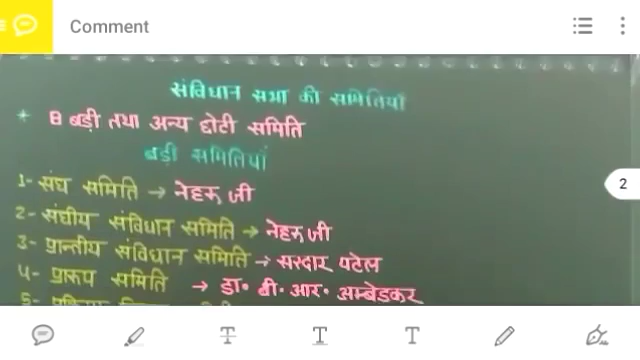 Comment
संविधान सभा की समितियाँ
* 8 बड़ी तथा अन्य छोटी समिति
बड़ी समितियाँ
1- संघ समिति → नेहरू जी
2- संघीय संविधान समिति → नेहरू जी
3- प्रान्तीय संविधान समिति → सरदार पटेल
4- प्रारूप समिति → डा॰ बी॰ आर॰ अम्बेडकर
5-
2